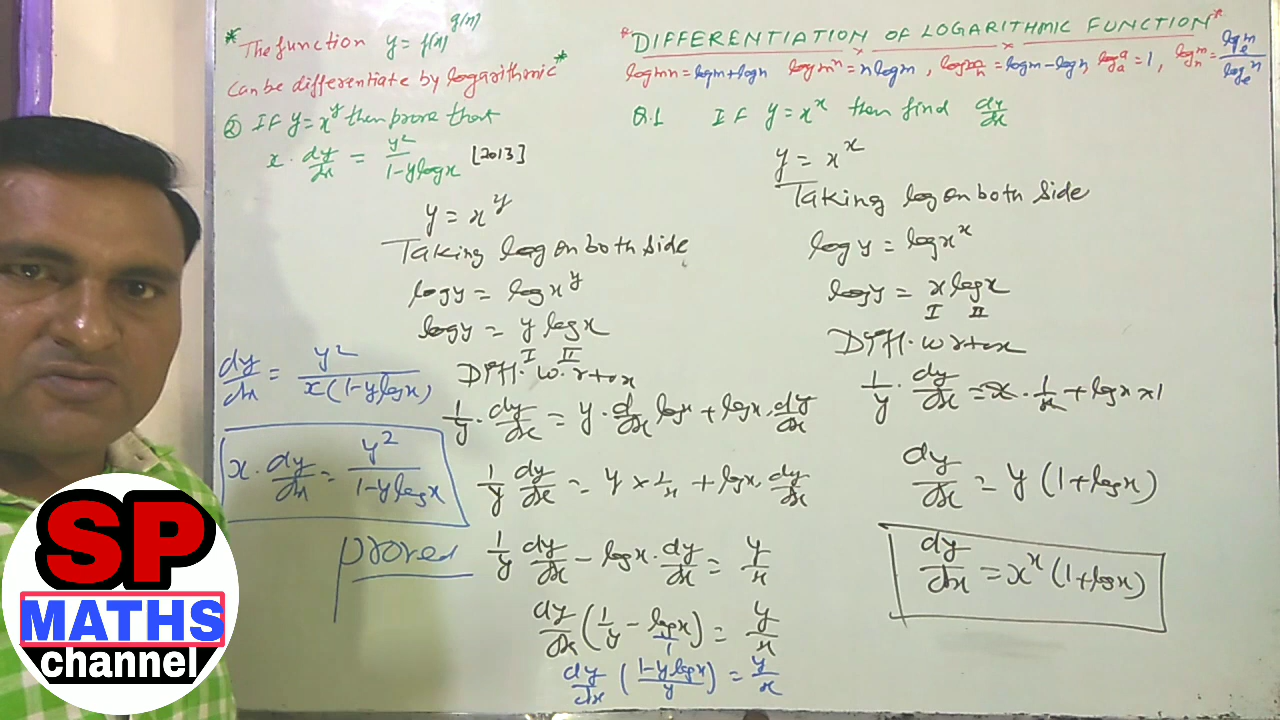 * The function y = f(x)^g(x)
can be differentiate by logarithmic *
② IF y = x^y then prove that
x · dy/dx = y²/(1-y log x) [2013]
y = x^y
Taking log on both side
log y = log x^y
log y = y log x
I II
Diff. w. r to x
1/y · dy/dx = y · d/dx log x + log x · dy/dx
1/y dy/dx = y × 1/x + log x · dy/dx
1/y dy/dx - log x · dy/dx = y/x
dy/dx (1/y - log x/1) = y/x
dy/dx ((1-y log x)/y) = y/x
dy/dx = y²/(x(1-y log x))
x · dy/dx = y²/(1-y log x)
proved
* DIFFERENTIATION OF LOGARITHMIC FUNCTION *
log mn = log m + log n log m^n = n log m, log m/n = log m - log n, log_a a = 1, log_n m = log_e m/log_e n
Q.1 IF y = x^x then find dy/dx
y = x^x
Taking log on both side
log y = log x^x
log y = x log x
I II
Diff. w r to x
1/y · dy/dx = x · 1/x + log x × 1
dy/dx = y (1 + log x)
dy/dx = x^x (1 + log x)
SP
MATHS
channel